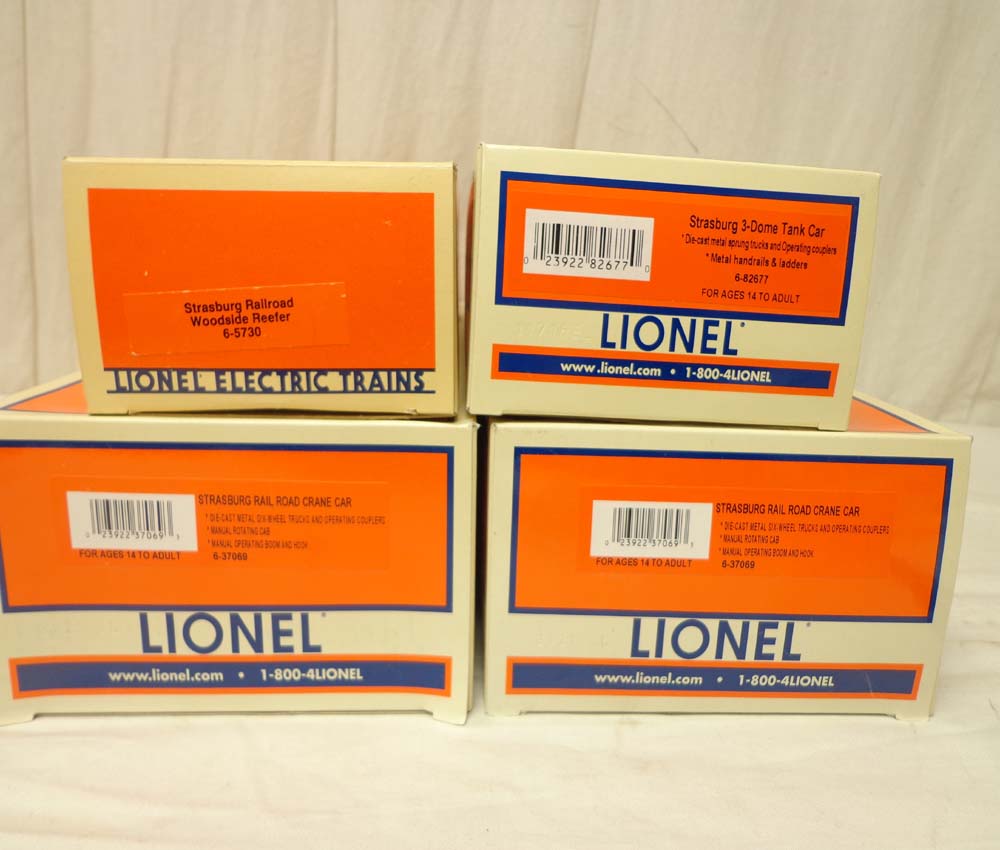 Strasburg Railroad
Woodside Reefer
6-5730
LIONEL ELECTRIC TRAINS
Strasburg 3-Dome Tank Car
* Die-cast metal sprung trucks and Operating couplers
* Metal handrails & ladders
6-82677
FOR AGES 14 TO ADULT
0 23922 82677 0
LIONEL
www.lionel.com • 1-800-4LIONEL
STRASBURG RAIL ROAD CRANE CAR
* DIE-CAST METAL SIX-WHEEL TRUCKS AND OPERATING COUPLERS
* MANUAL ROTATING CAB
* MANUAL OPERATING BOOM AND HOOK
0 23922 37069 3
FOR AGES 14 TO ADULT
6-37069
LIONEL
www.lionel.com • 1-800-4LIONEL
STRASBURG RAIL ROAD CRANE CAR
* DIE-CAST METAL SIX-WHEEL TRUCKS AND OPERATING COUPLERS
* MANUAL ROTATING CAB
* MANUAL OPERATING BOOM AND HOOK
0 23922 37069 3
FOR AGES 14 TO ADULT
6-37069
LIONEL
www.lionel.com • 1-800-4LIONEL